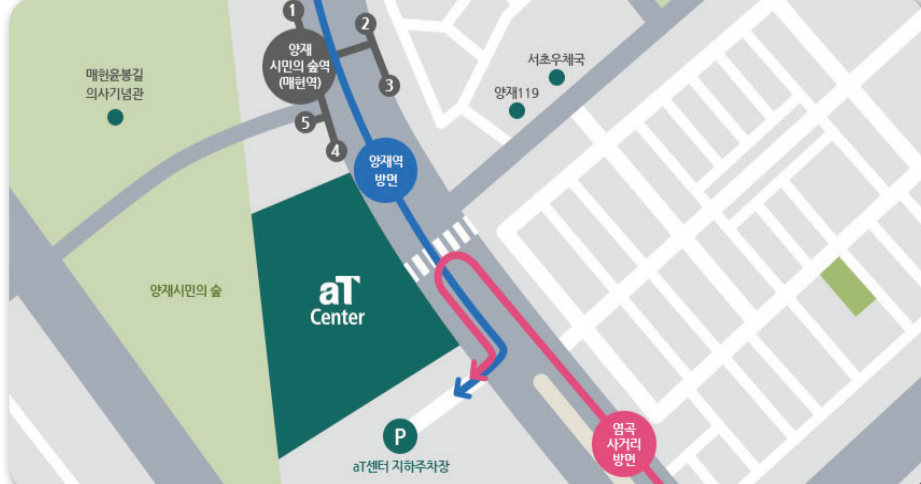 1
2
양재
시민의 숲역
(매헌역)
3
서초우체국
매헌윤봉길
의사기념관
양재119
5
4
양재역
방면
양재시민의 숲
aT
Center
염곡
사거리
방면
P
aT센터 지하주차장